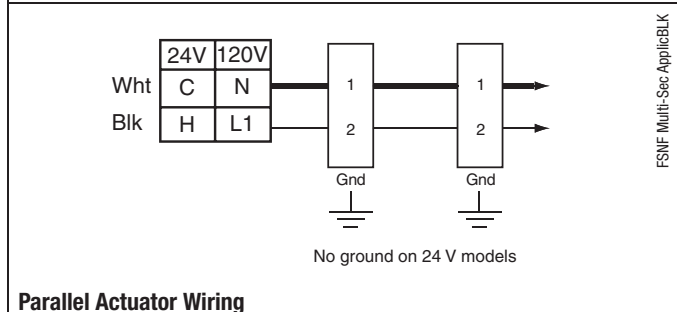 24V 120V
Wht C N 1 1
Blk H L1 2 2
Gnd Gnd
No ground on 24 V models
Parallel Actuator Wiring
FSNF Multi-Sec ApplicBLK